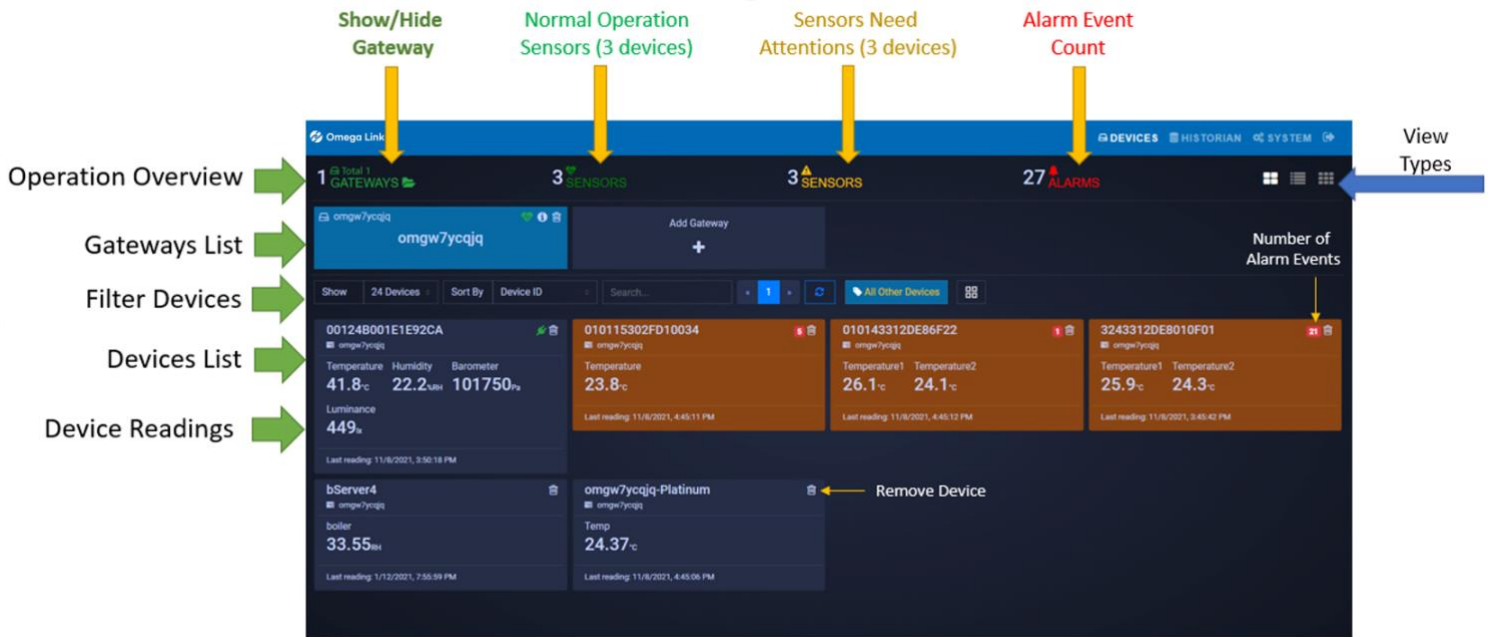 Show/Hide
Gateway
Normal Operation
Sensors (3 devices)
Sensors Need
Attentions (3 devices)
Alarm Event
Count
View
Types
Omega Link
DEVICES HISTORIAN SYSTEM
Operation Overview
1 Total 1 GATEWAYS
3 SENSORS
3 SENSORS
27 ALARMS
Gateways List
omgw7ycqjq
omgw7ycqjq
Add Gateway
+
Number of
Alarm Events
Filter Devices
Show 24 Devices Sort By Device ID Search... « 1 » All Other Devices
Devices List
00124B001E1E92CA
omgw7ycqjq
Temperature Humidity Barometer
41.8°C 22.2%RH 101750Pa
Luminance
449lx
Last reading: 11/8/2021, 3:50:18 PM
010115302FD10034 5
omgw7ycqjq
Temperature
23.8°C
Last reading: 11/8/2021, 4:45:11 PM
010143312DE86F22 1
omgw7ycqjq
Temperature1 Temperature2
26.1°C 24.1°C
Last reading: 11/8/2021, 4:45:12 PM
3243312DE8010F01 21
omgw7ycqjq
Temperature1 Temperature2
25.9°C 24.3°C
Last reading: 11/8/2021, 3:45:42 PM
Device Readings
bServer4
omgw7ycqjq
boiler
33.55RH
Last reading: 1/12/2021, 7:55:59 PM
omgw7ycqjq-Platinum
omgw7ycqjq
Temp
24.37°C
Last reading: 11/8/2021, 4:45:06 PM
Remove Device